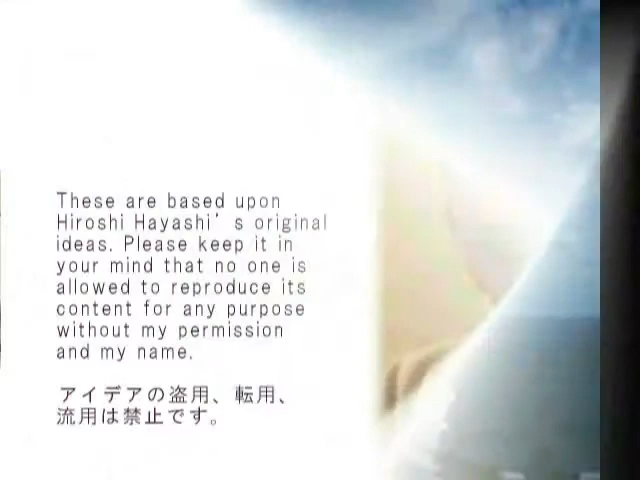 These are based upon
Hiroshi Hayashi's original
ideas. Please keep it in
your mind that no one is
allowed to reproduce its
content for any purpose
without my permission
and my name.
アイデアの盗用、転用、
流用は禁止です。